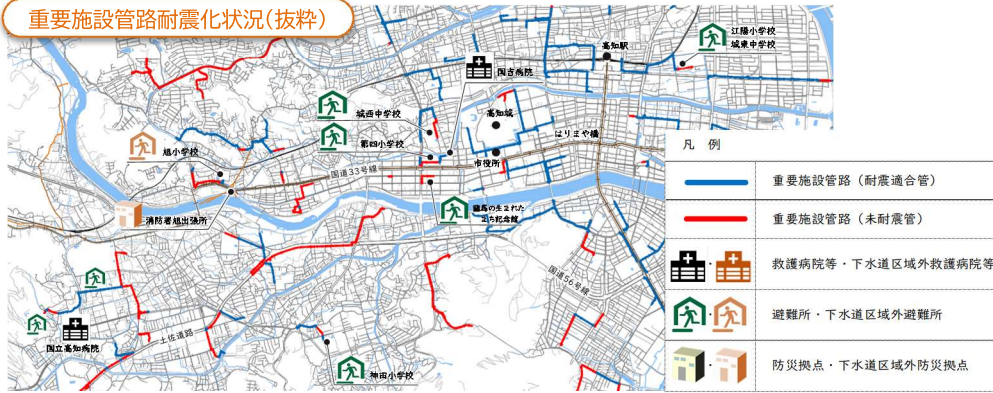 重要施設管路耐震化状況(抜粋)
江陽小学校
城東中学校
高知駅
国吉病院
城西中学校
高知城
第四小学校
はりまや橋
旭小学校
市役所
国道33号線
消防署旭出張所
龍馬の生まれた
まち記念館
国道56号線
土佐道路
国立高知病院
神田小学校
凡 例
重要施設管路(耐震適合管)
重要施設管路(未耐震管)
救護病院等・下水道区域外救護病院等
避難所・下水道区域外避難所
防災拠点・下水道区域外防災拠点